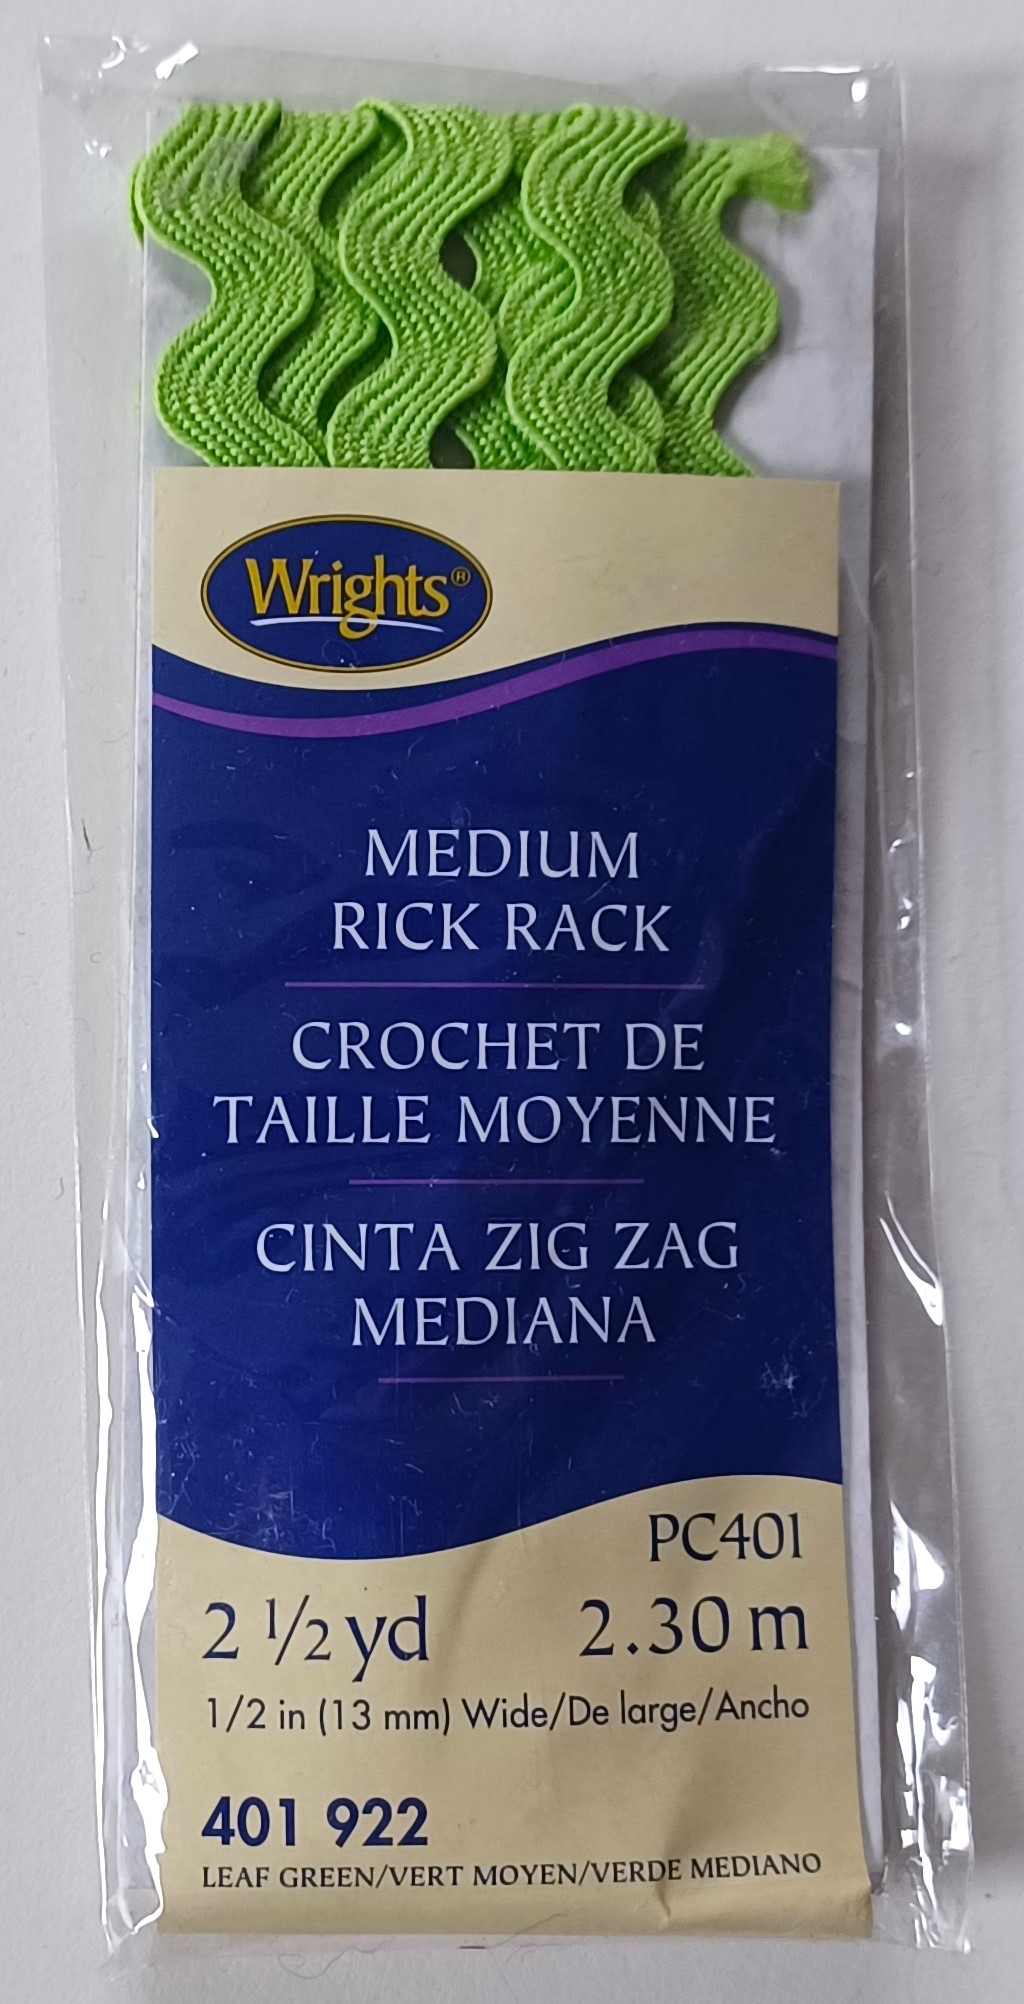 Wrights®
MEDIUM
RICK RACK
CROCHET DE
TAILLE MOYENNE
CINTA ZIG ZAG
MEDIANA
PC401
2 1/2 yd 2.30 m
1/2 in (13 mm) Wide/De large/Ancho
401 922
LEAF GREEN/VERT MOYEN/VERDE MEDIANO